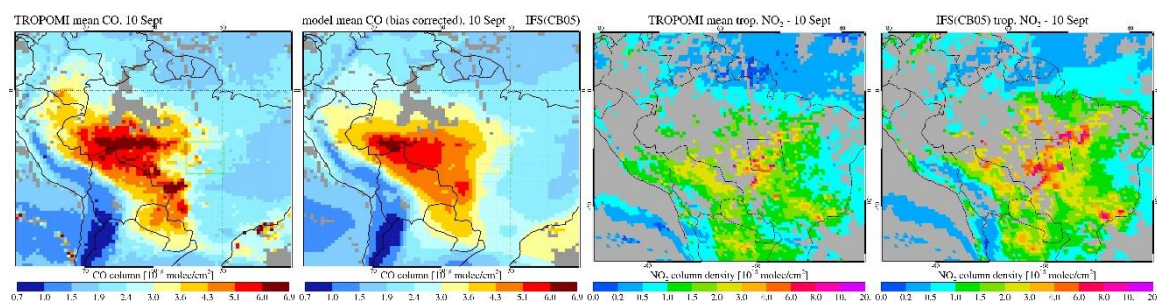 TROPOMI mean CO, 10 Sept
model mean CO (bias corrected), 10 Sept IFS(CB05)
TROPOMI mean trop. NO₂ - 10 Sept
IFS(CB05) trop. NO₂ - 10 Sept
CO column [10
molec/cm²]
CO column [10
molec/cm²]
NO₂ column density [10
molec/cm²]
NO₂ column density [10
molec/cm²]
0.7 1.0 1.5 1.9 2.4 3.0 3.6 4.3 5.1 6.0 6.9
0.7 1.0 1.5 1.9 2.4 3.0 3.6 4.3 5.1 6.0 6.9
0.0 0.2 0.5 1.0 1.5 2.0 3.0 4.0 6.0 8.0 10. 20.
0.0 0.2 0.5 1.0 1.5 2.0 3.0 4.0 6.0 8.0 10. 20.